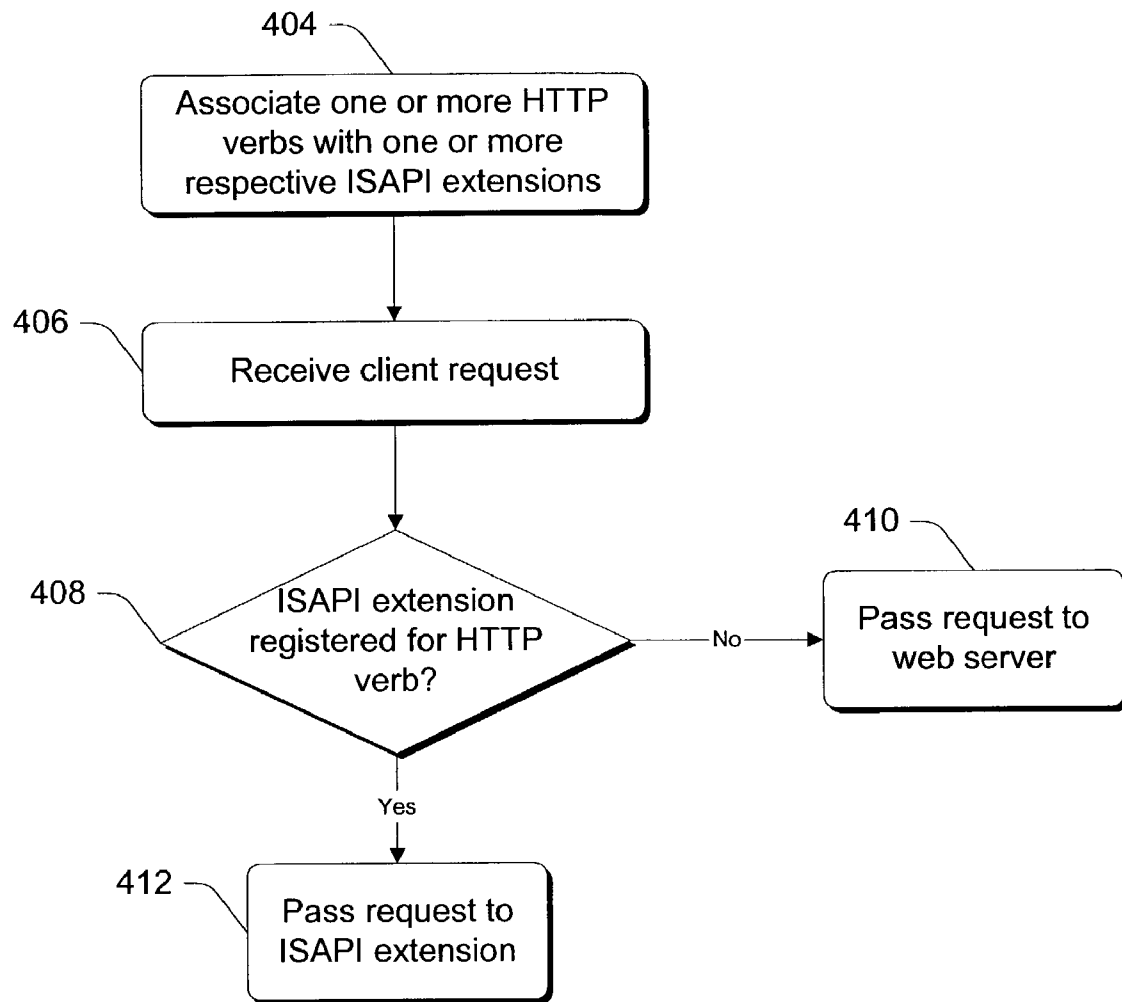 404
Associate one or more HTTP
verbs with one or more
respective ISAPI extensions
406
Receive client request
408
ISAPI extension
registered for HTTP
verb?
No
410
Pass request to
web server
Yes
412
Pass request to
ISAPI extension